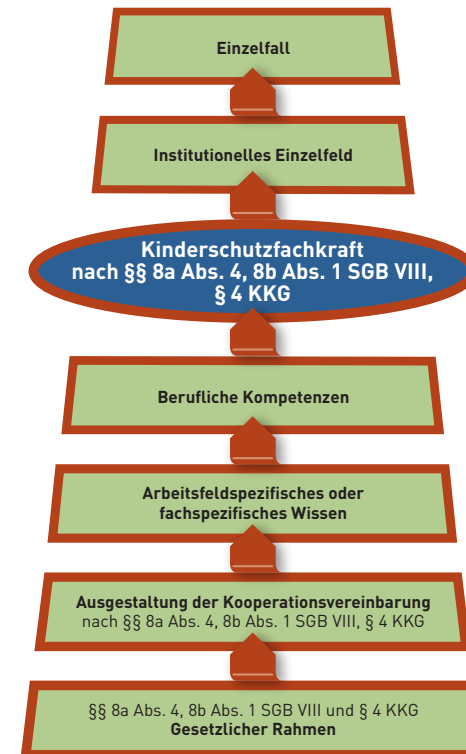 Einzelfall
Institutionelles Einzelfeld
Kinderschutzfachkraft
nach §§ 8a Abs. 4, 8b Abs. 1 SGB VIII,
§ 4 KKG
Berufliche Kompetenzen
Arbeitsfeldspezifisches oder
fachspezifisches Wissen
Ausgestaltung der Kooperationsvereinbarung
nach §§ 8a Abs. 4, 8b Abs. 1 SGB VIII, § 4 KKG
§§ 8a Abs. 4, 8b Abs. 1 SGB VIII und § 4 KKG
Gesetzlicher Rahmen